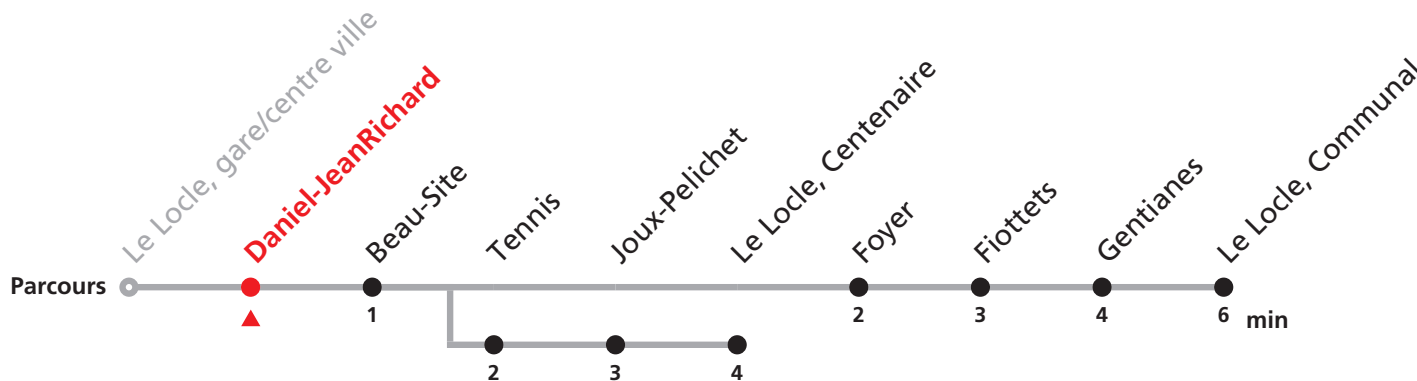 Le Locle, gare/centre ville
Daniel-JeanRichard
Beau-Site
Tennis
Joux-Pelichet
Le Locle, Centenaire
Foyer
Fiottets
Gentianes
Le Locle, Communal
Parcours
1
2
3
4
6
min
2
3
4